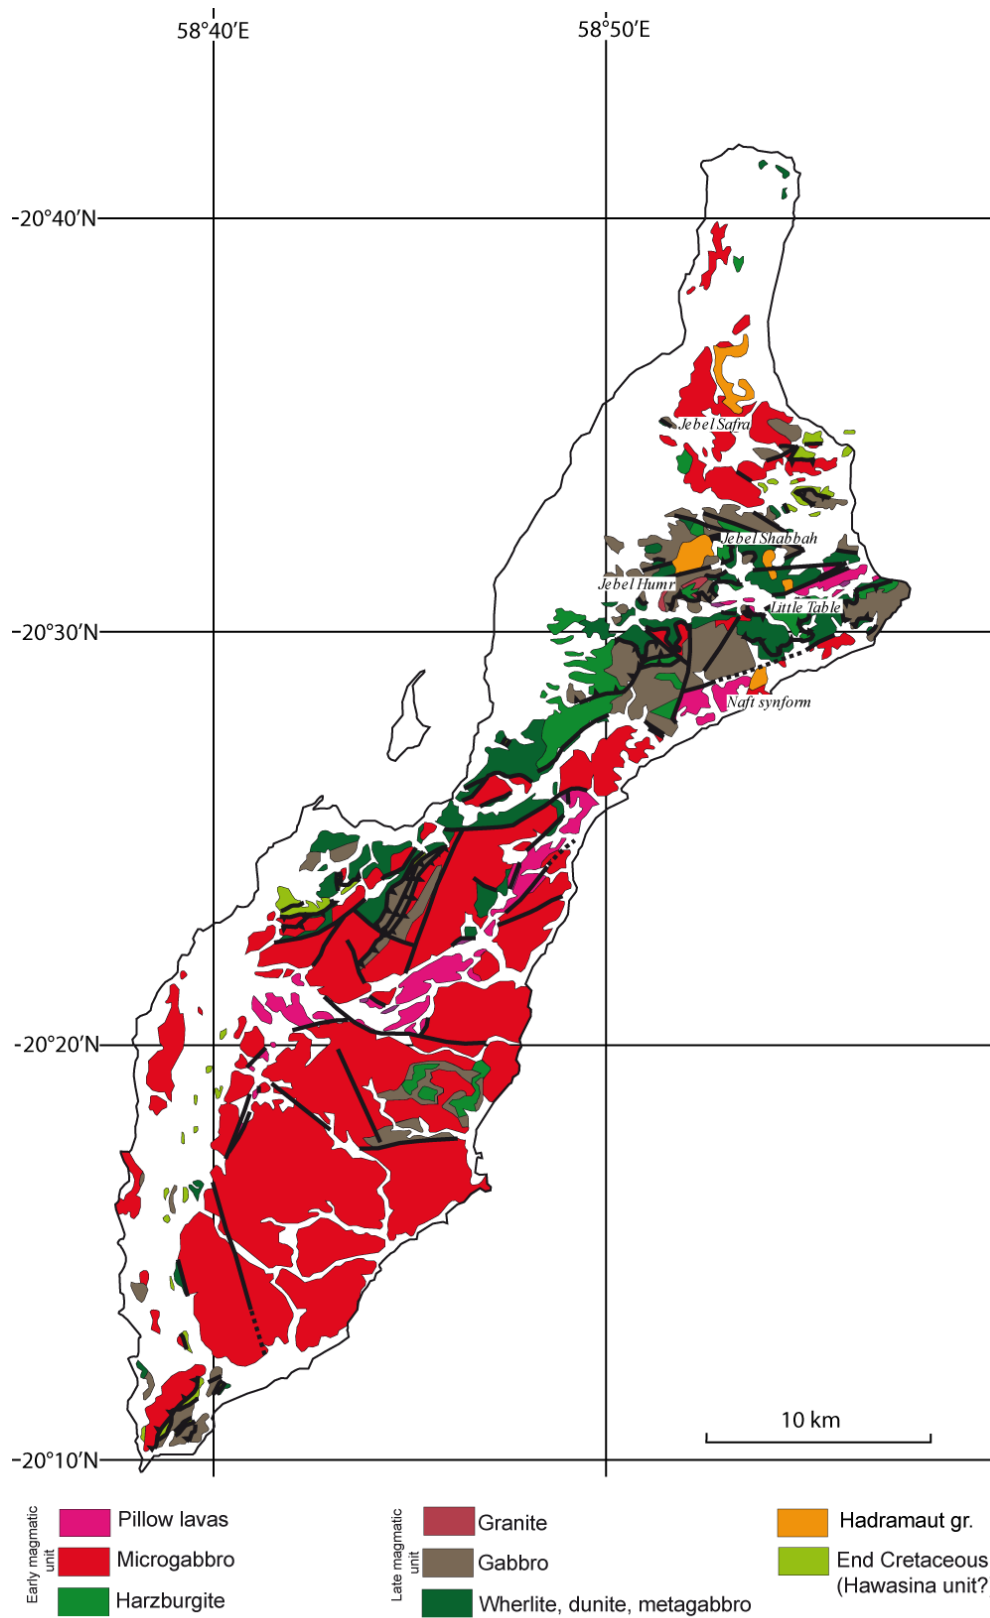 58°40′E
58°50′E
20°40′N
Jebel Safra
Jebel Shabbah
Jebel Humr
Little Table
20°30′N
Naft synform
20°20′N
10 km
20°10′N
Early magmatic
unit
Pillow lavas
Microgabbro
Harzburgite
Late magmatic
unit
Granite
Gabbro
Wherlite, dunite, metagabbro
Hadramaut gr.
End Cretaceous
(Hawasina unit?)